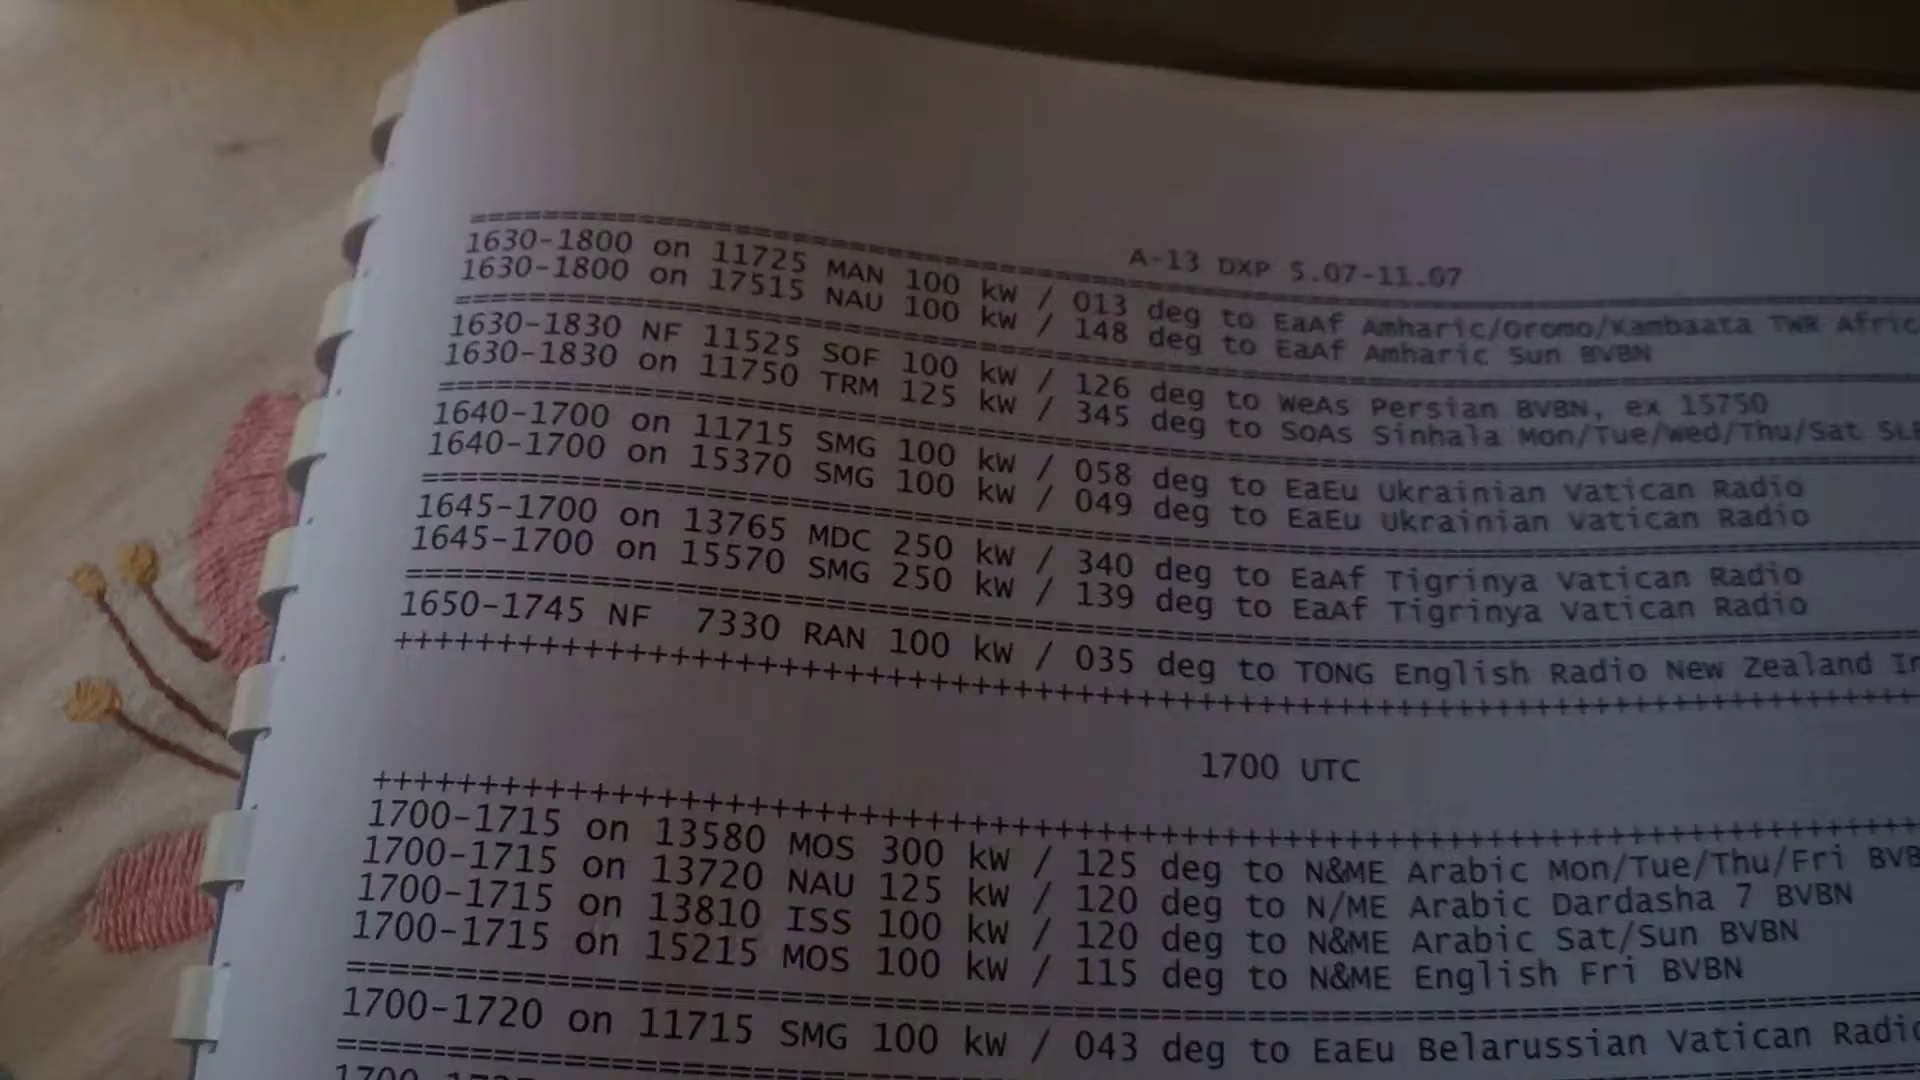 A-13 DXP 5.07-11.07
================================================
1630-1800 on 11725 MAN 100 kW / 013 deg to EaAf Amharic/Oromo/Kambaata TWR
1630-1800 on 17515 NAU 100 kW / 148 deg to EaAf Amharic Sun BVBN
================================================
1630-1830 NF 11525 SOF 100 kW / 126 deg to WeAs Persian BVBN, ex 15750
1630-1830 on 11750 TRM 125 kW / 345 deg to SoAs Sinhala Mon/Tue/Wed/Thu/Sat
================================================
1640-1700 on 11715 SMG 100 kW / 058 deg to EaEu Ukrainian Vatican Radio
1640-1700 on 15370 SMG 100 kW / 049 deg to EaEu Ukrainian Vatican Radio
================================================
1645-1700 on 13765 MDC 250 kW / 340 deg to EaAf Tigrinya Vatican Radio
1645-1700 on 15570 SMG 250 kW / 139 deg to EaAf Tigrinya Vatican Radio
================================================
1650-1745 NF 7330 RAN 100 kW / 035 deg to TONG English Radio New Zealand
++++++++++++++++++++++++++++++++++++++++++++++++
1700 UTC
++++++++++++++++++++++++++++++++++++++++++++++++
1700-1715 on 13580 MOS 300 kW / 125 deg to N&ME Arabic Mon/Tue/Thu/Fri
1700-1715 on 13720 NAU 125 kW / 120 deg to N/ME Arabic Dardasha 7 BVBN
1700-1715 on 13810 ISS 100 kW / 120 deg to N&ME Arabic Sat/Sun BVBN
1700-1715 on 15215 MOS 100 kW / 115 deg to N&ME English Fri BVBN
================================================
1700-1720 on 11715 SMG 100 kW / 043 deg to EaEu Belarussian Vatican
================================================